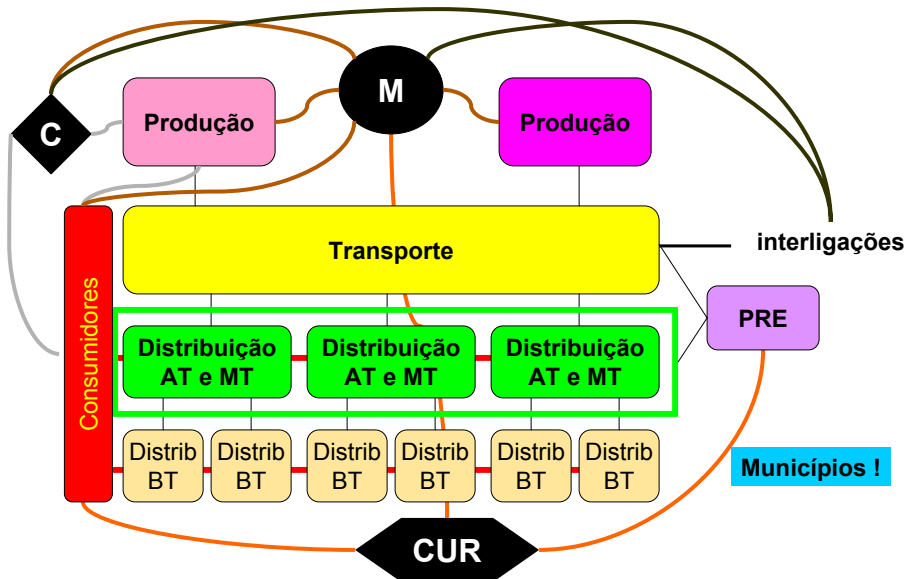 M
C
Produção
Produção
Transporte
interligações
PRE
Consumidores
Distribuição
AT e MT
Distribuição
AT e MT
Distribuição
AT e MT
Distrib
BT
Distrib
BT
Distrib
BT
Distrib
BT
Distrib
BT
Distrib
BT
Municípios !
CUR